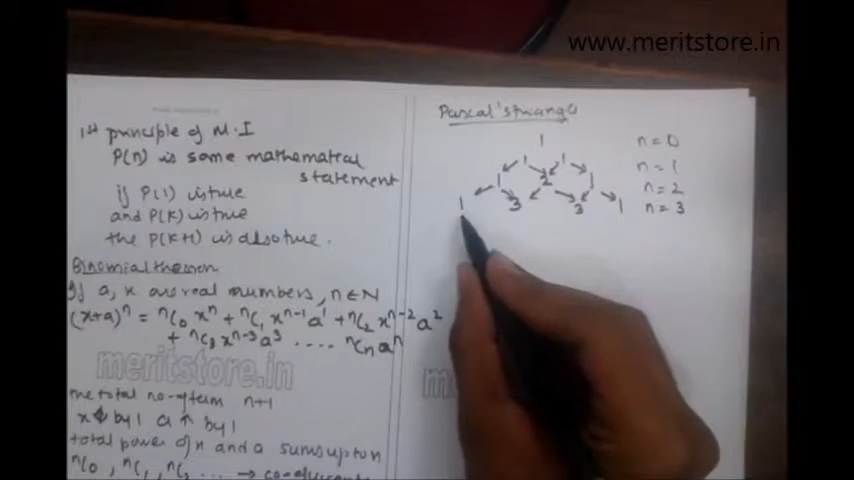 www.meritstore.in
1st principle of M.I
P(n) is some mathematical
statement
if P(1) is true
and P(K) is true
the P(K+1) is also true.
Binomial theorem
If a, x are real numbers, n ∈ N
(x+a)ⁿ = ⁿC₀ xⁿ + ⁿC₁ xⁿ⁻¹ a¹ + ⁿC₂ xⁿ⁻² a²
+ ⁿC₃ xⁿ⁻³ a³ .... ⁿCₙ aⁿ
meritstore.in
the total no. of term n+1
x ↓ by 1 a ↑ by 1
total power of x and a sums up to n
ⁿC₀, ⁿC₁, ⁿC₂ ... →
Pascal's triangle
1 n=0
1 1 n=1
1 2 1 n=2
1 3 3 1 n=3